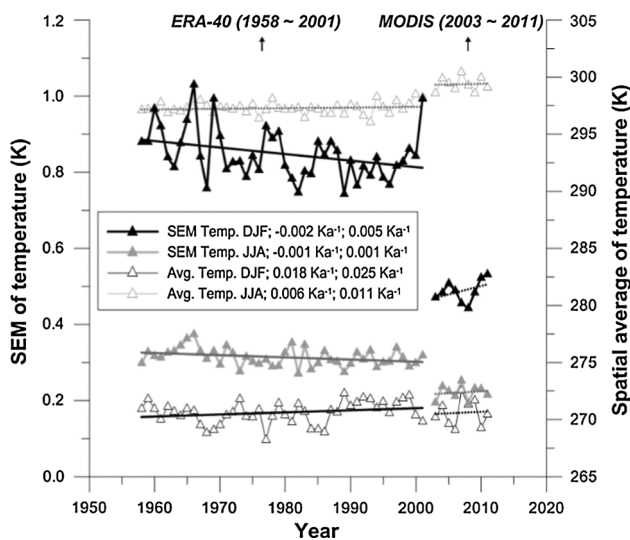 ERA-40 (1958 ~ 2001) MODIS (2003 ~ 2011)
1.2
1.0
0.8
0.6
0.4
0.2
0.0
SEM of temperature (K)
305
300
295
290
285
280
275
270
265
Spatial average of temperature (K)
SEM Temp. DJF; -0.002 Ka⁻¹; 0.005 Ka⁻¹
SEM Temp. JJA; -0.001 Ka⁻¹; 0.001 Ka⁻¹
Avg. Temp. DJF; 0.018 Ka⁻¹; 0.025 Ka⁻¹
Avg. Temp. JJA; 0.006 Ka⁻¹; 0.011 Ka⁻¹
1950 1960 1970 1980 1990 2000 2010 2020
Year